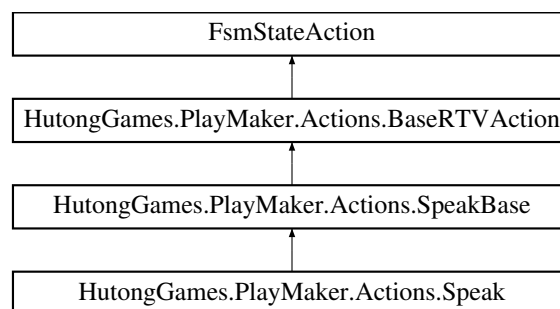 FsmStateAction
HutongGames.PlayMaker.Actions.BaseRTVAction
HutongGames.PlayMaker.Actions.SpeakBase
HutongGames.PlayMaker.Actions.Speak